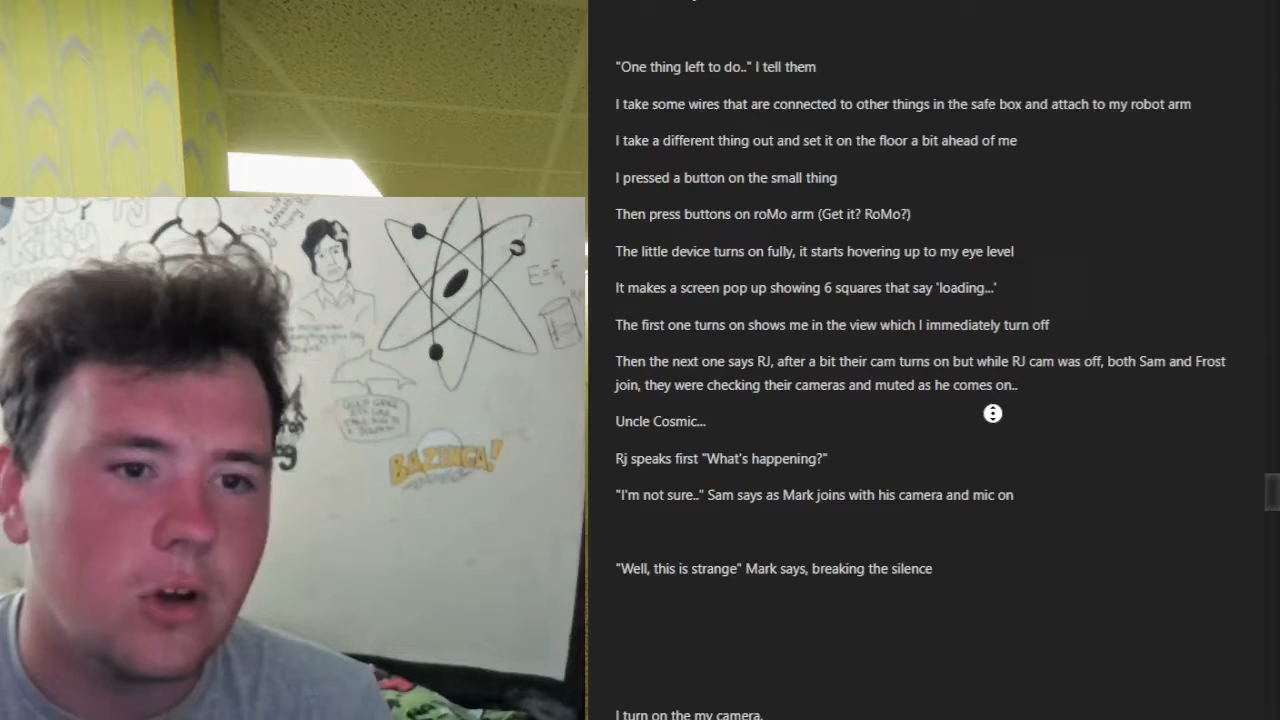 "One thing left to do.." I tell them
I take some wires that are connected to other things in the safe box and attach to my robot arm
I take a different thing out and set it on the floor a bit ahead of me
I pressed a button on the small thing
Then press buttons on roMo arm (Get it? RoMo?)
The little device turns on fully, it starts hovering up to my eye level
It makes a screen pop up showing 6 squares that say 'loading...'
The first one turns on shows me in the view which I immediately turn off
Then the next one says RJ, after a bit their cam turns on but while RJ cam was off, both Sam and Frost
join, they were checking their cameras and muted as he comes on..
Uncle Cosmic...
Rj speaks first "What's happening?"
"I'm not sure.." Sam says as Mark joins with his camera and mic on
"Well, this is strange" Mark says, breaking the silence
I turn on the my camera.
kitty
BAZINGA!